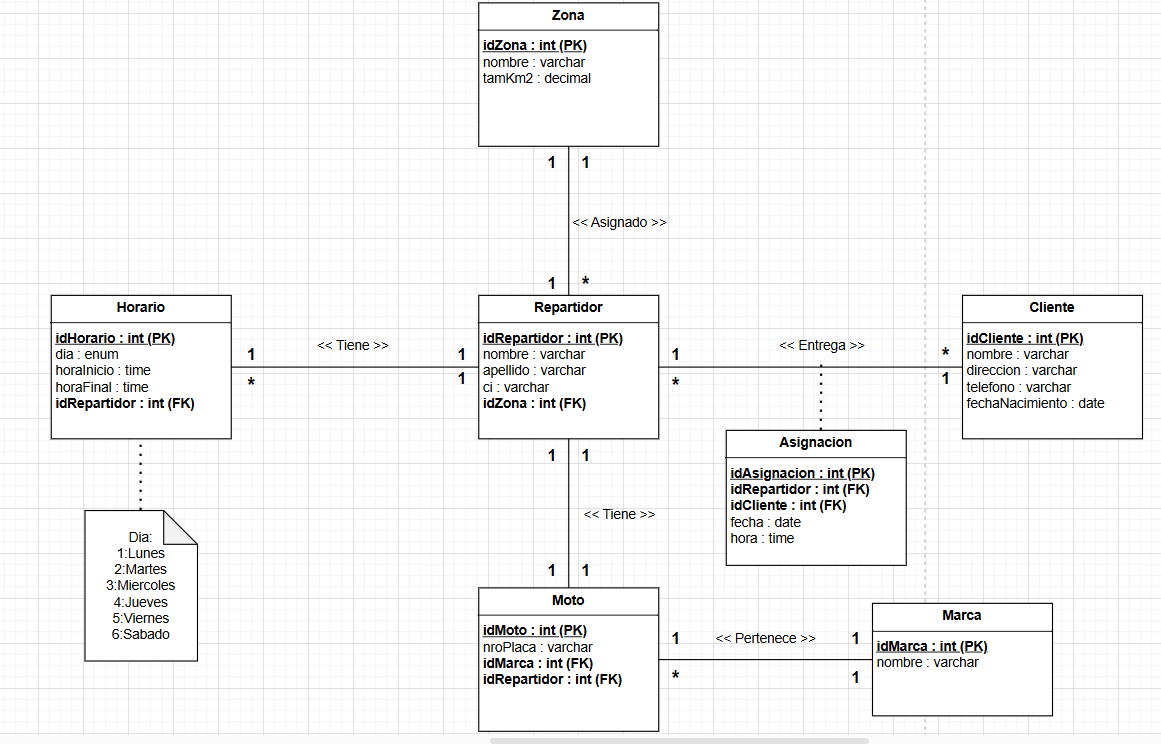 Zona
idZona : int (PK)
nombre : varchar
tamKm2 : decimal
1 1
<< Asignado >>
1 *
Horario
idHorario : int (PK)
dia : enum
horaInicio : time
horaFinal : time
idRepartidor : int (FK)
1 << Tiene >> 1
* 1
Repartidor
idRepartidor : int (PK)
nombre : varchar
apellido : varchar
ci : varchar
idZona : int (FK)
1 << Entrega >> *
* 1
Cliente
idCliente : int (PK)
nombre : varchar
direccion : varchar
telefono : varchar
fechaNacimiento : date
Asignacion
idAsignacion : int (PK)
idRepartidor : int (FK)
idCliente : int (FK)
fecha : date
hora : time
1 1
<< Tiene >>
1 1
Dia:
1:Lunes
2:Martes
3:Miercoles
4:Jueves
5:Viernes
6:Sabado
Moto
idMoto : int (PK)
nroPlaca : varchar
idMarca : int (FK)
idRepartidor : int (FK)
1 << Pertenece >> 1
* 1
Marca
idMarca : int (PK)
nombre : varchar